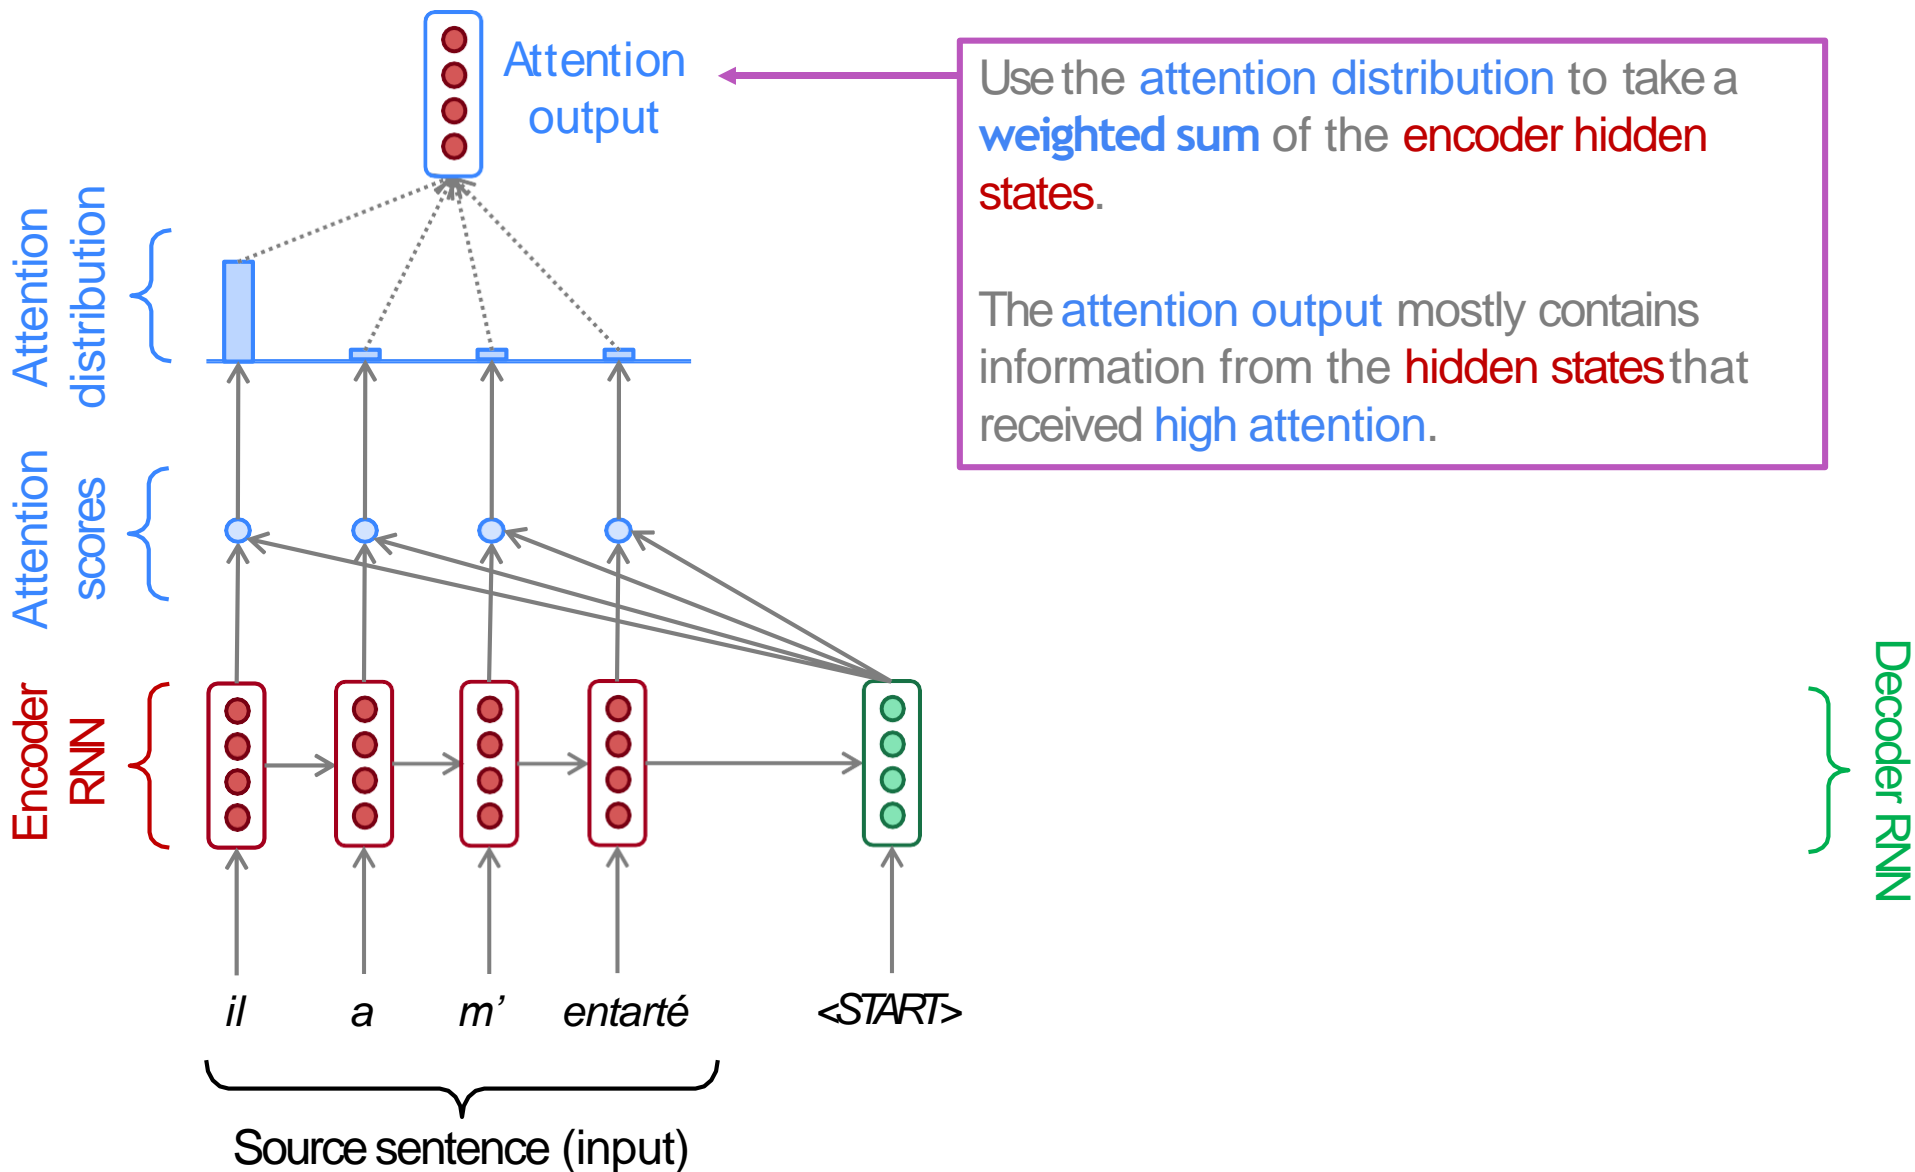 Attention
output
Use the attention distribution to take a
weighted sum of the encoder hidden
states.
The attention output mostly contains
information from the hidden states that
received high attention.
Attention
distribution
Attention
scores
Encoder
RNN
Decoder RNN
il a m’ entarté <START>
Source sentence (input)